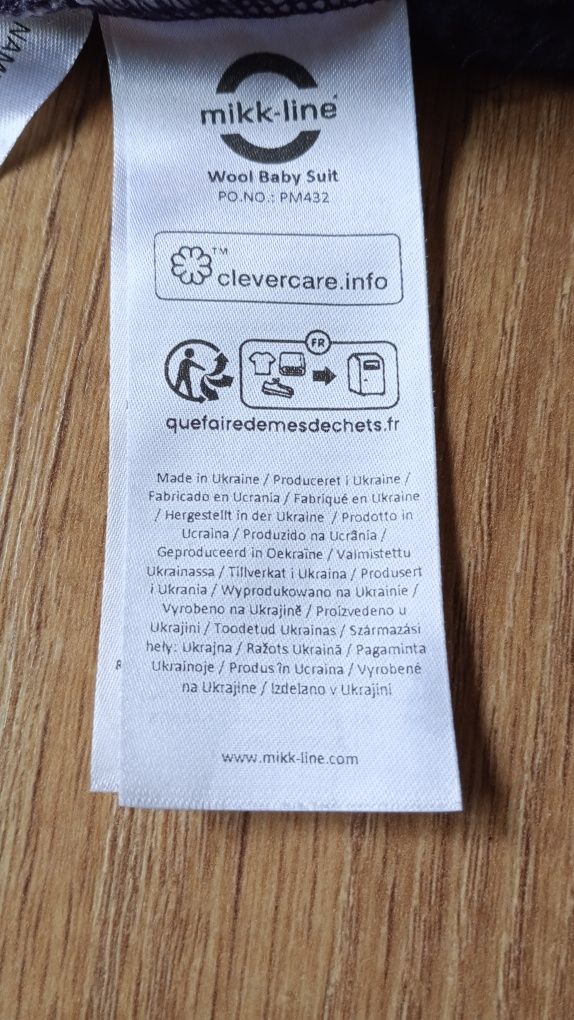 NAM
mikk-line
Wool Baby Suit
PO.NO.: PM432
™
clevercare.info
FR
quefairedemesdechets.fr
Made in Ukraine / Produceret i Ukraine /
Fabricado en Ucrania / Fabriqué en Ukraine
/ Hergestellt in der Ukraine / Prodotto in
Ucraina / Produzido na Ucrânia /
Geproduceerd in Oekraïne / Valmistettu
Ukrainassa / Tillverkat i Ukraina / Produsert
i Ukrania / Wyprodukowano na Ukrainie /
Vyrobeno na Ukrajině / Proizvedeno u
Ukrajini / Toodetud Ukrainas / Származási
hely: Ukrajna / Ražots Ukrainā / Pagaminta
Ukrainoje / Produs în Ucraina / Vyrobené
na Ukrajine / Izdelano v Ukrajini
www.mikk-line.com